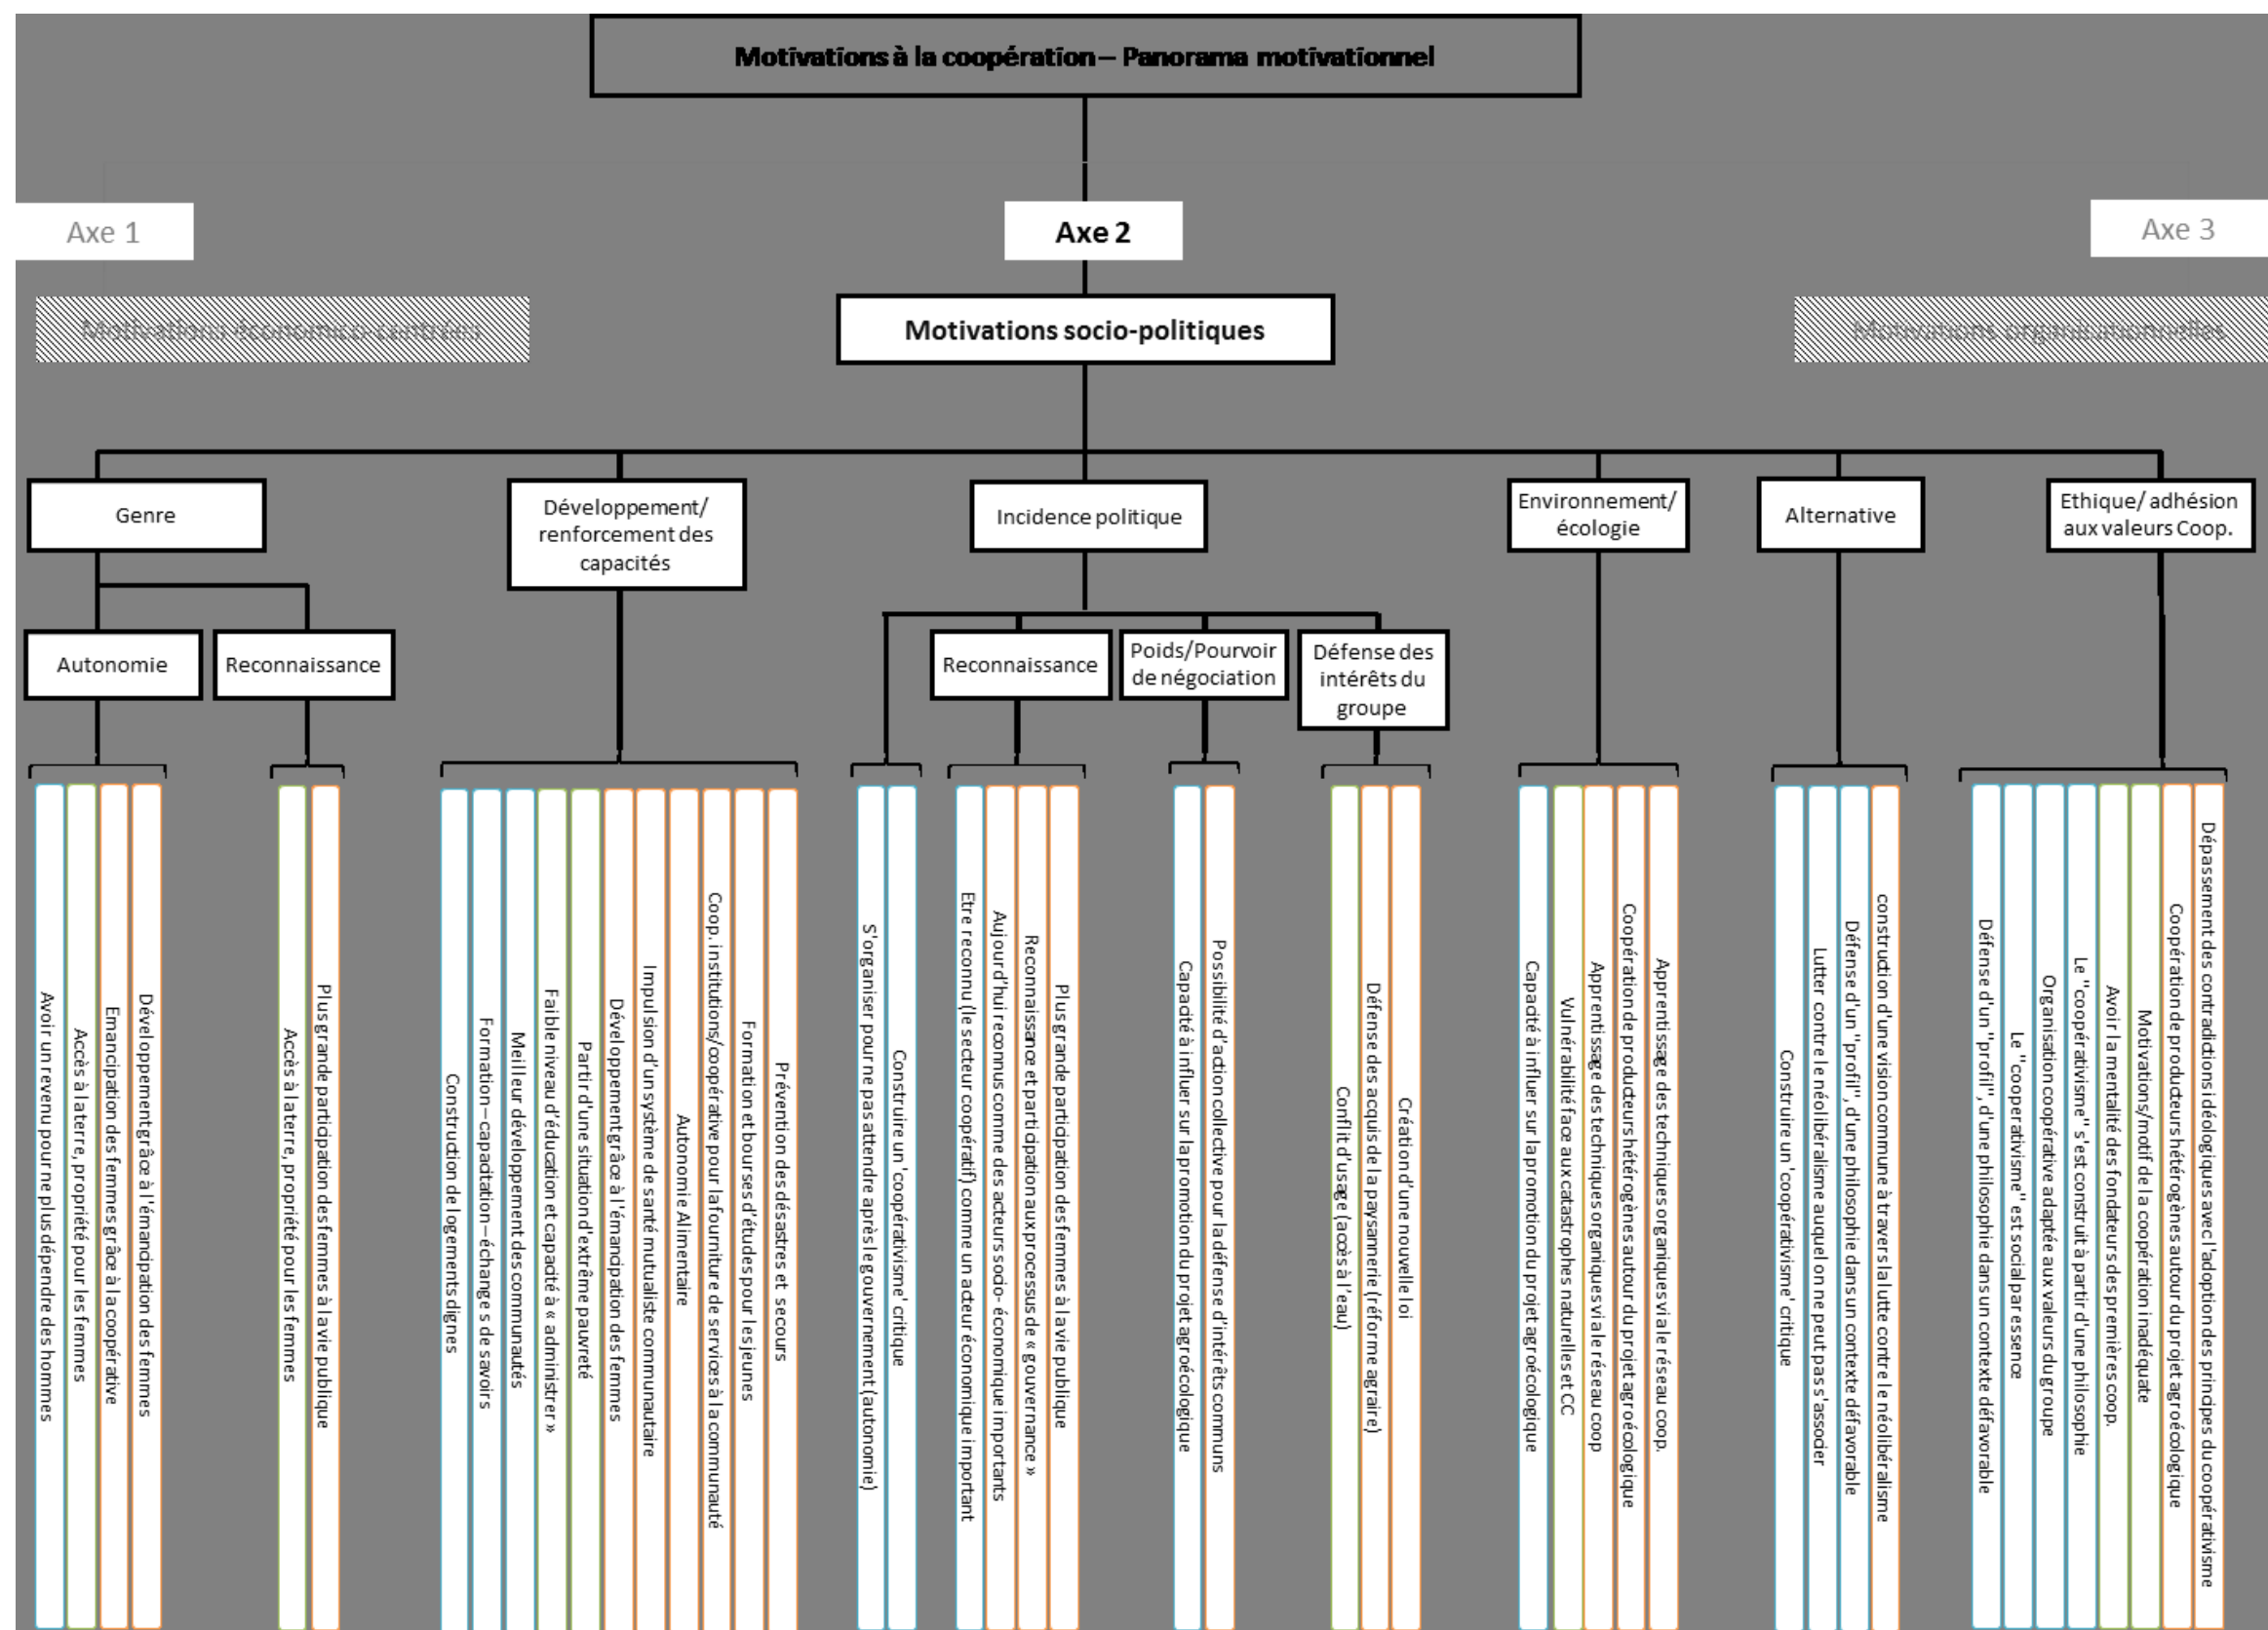 Motivations à la coopération – Panorama motivationnel
Axe 1
Axe 2
Axe 3
Motivations économico-centrées
Motivations socio-politiques
Motivations organisationnelles
Genre
Développement/
renforcement des
capacités
Incidence politique
Environnement/
écologie
Alternative
Ethique/ adhésion
aux valeurs Coop.
Autonomie
Reconnaissance
Reconnaissance
Poids/Pourvoir
de négociation
Défense des
intérêts du
groupe
Avoir un revenu pour ne plus dépendre des hommes
Accès à la terre, propriété pour les femmes
Emancipation des femmes grâce à la coopérative
Développement grâce à l'émancipation des femmes
Accès à la terre, propriété pour les femmes
Plus grande participation des femmes à la vie publique
Construction de logements dignes
Formation – capacitation – échange s de savoirs
Meilleur développement des communautés
Faible niveau d'éducation et capacité à « administrer »
Partir d'une situation d'extrême pauvreté
Développement grâce à l'émancipation des femmes
Impulsion d'un système de santé mutualiste communautaire
Autonomie Alimentaire
Coop. institutions/coopérative pour la fourniture de services à la communauté
Formation et bourses d'études pour les jeunes
Prévention des désastres et secours
S'organiser pour ne pas attendre après le gouvernement (autonomie)
Construire un 'coopérativisme' critique
Etre reconnu (le secteur coopératif) comme un acteur économique important
Aujourd'hui reconnus comme des acteurs socio- économique importants
Reconnaissance et participation aux processus de « gouvernance »
Plus grande participation des femmes à la vie publique
Capacité à influer sur la promotion du projet agroécologique
Possibilité d'action collective pour la défense d'intérêts communs
Conflit d'usage (accès à l'eau)
Défense des acquis de la paysannerie (réforme agraire)
Création d'une nouvelle loi
Capacité à influer sur la promotion du projet agroécologique
Vulnérabilité face aux catastrophes naturelles et CC
Apprentissage des techniques organiques via le réseau coop
Coopération de producteurs hétérogènes autour du projet agroécologique
Apprentissage des techniques organiques via le réseau coop.
Construire un 'coopérativisme' critique
Lutter contre le néolibéralisme auquel on ne peut pas s'associer
Défense d'un "profil", d'une philosophie dans un contexte défavorable
construction d'une vision commune à travers la lutte contre le néolibéralisme
Défense d'un "profil", d'une philosophie dans un contexte défavorable
Le "cooperativisme" est social par essence
Organisation coopérative adaptée aux valeurs du groupe
Le "coopérativisme" s'est construit à partir d'une philosophie
Avoir la mentalité des fondateurs des premières coop.
Motivations/motif de la coopération inadéquate
Coopération de producteurs hétérogènes autour du projet agroécologique
Dépassement des contradictions idéologiques avec l'adoption des principes du coopérativisme